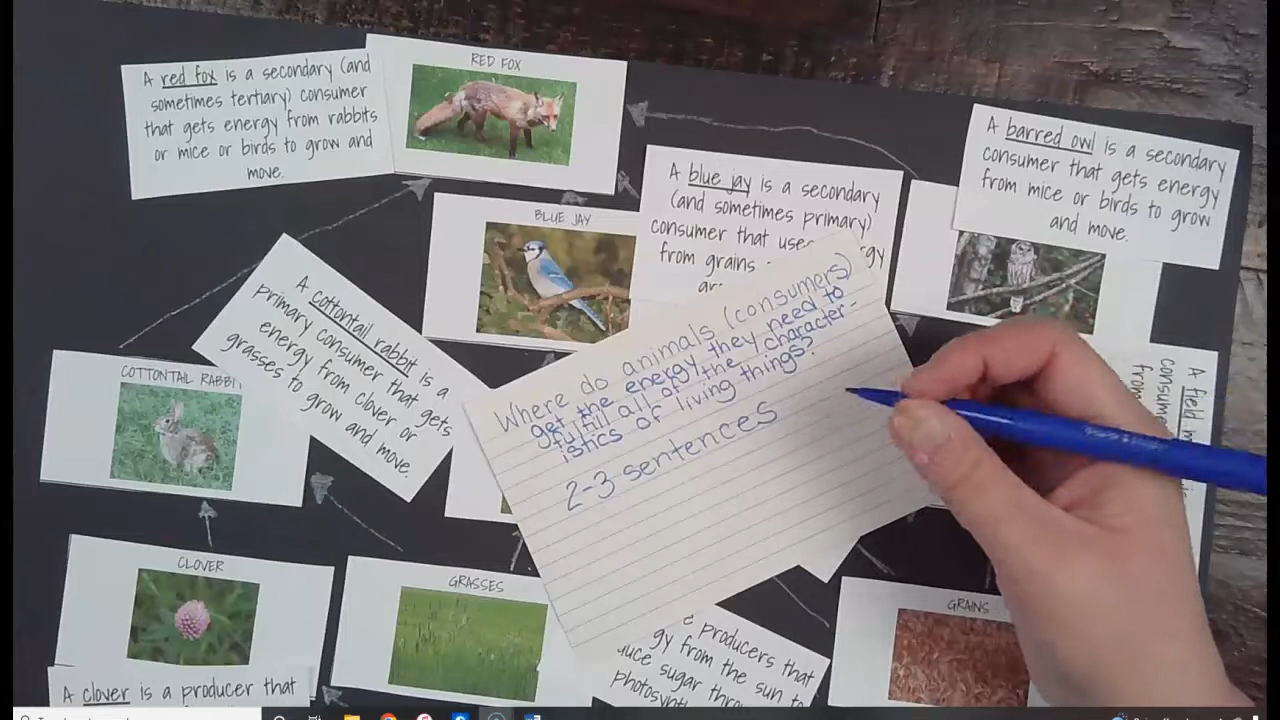 RED FOX
A red fox is a secondary (and
sometimes tertiary) consumer
that gets energy from rabbits
or mice or birds to grow and
move.
BLUE JAY
A blue jay is a secondary
(and sometimes primary)
consumer that uses
from grains
A barred owl is a secondary
consumer that gets energy
from mice or birds to grow
and move.
COTTONTAIL RABBIT
A cottontail rabbit is a
primary consumer that gets
energy from clover or
grasses to grow and move.
Where do animals (consumers)
get the energy they need to
fulfill all of the character-
istics of living things?
2-3 sentences
A field
CLOVER
A clover is a producer that
GRASSES
producers that
gy from the sun to
GRAINS